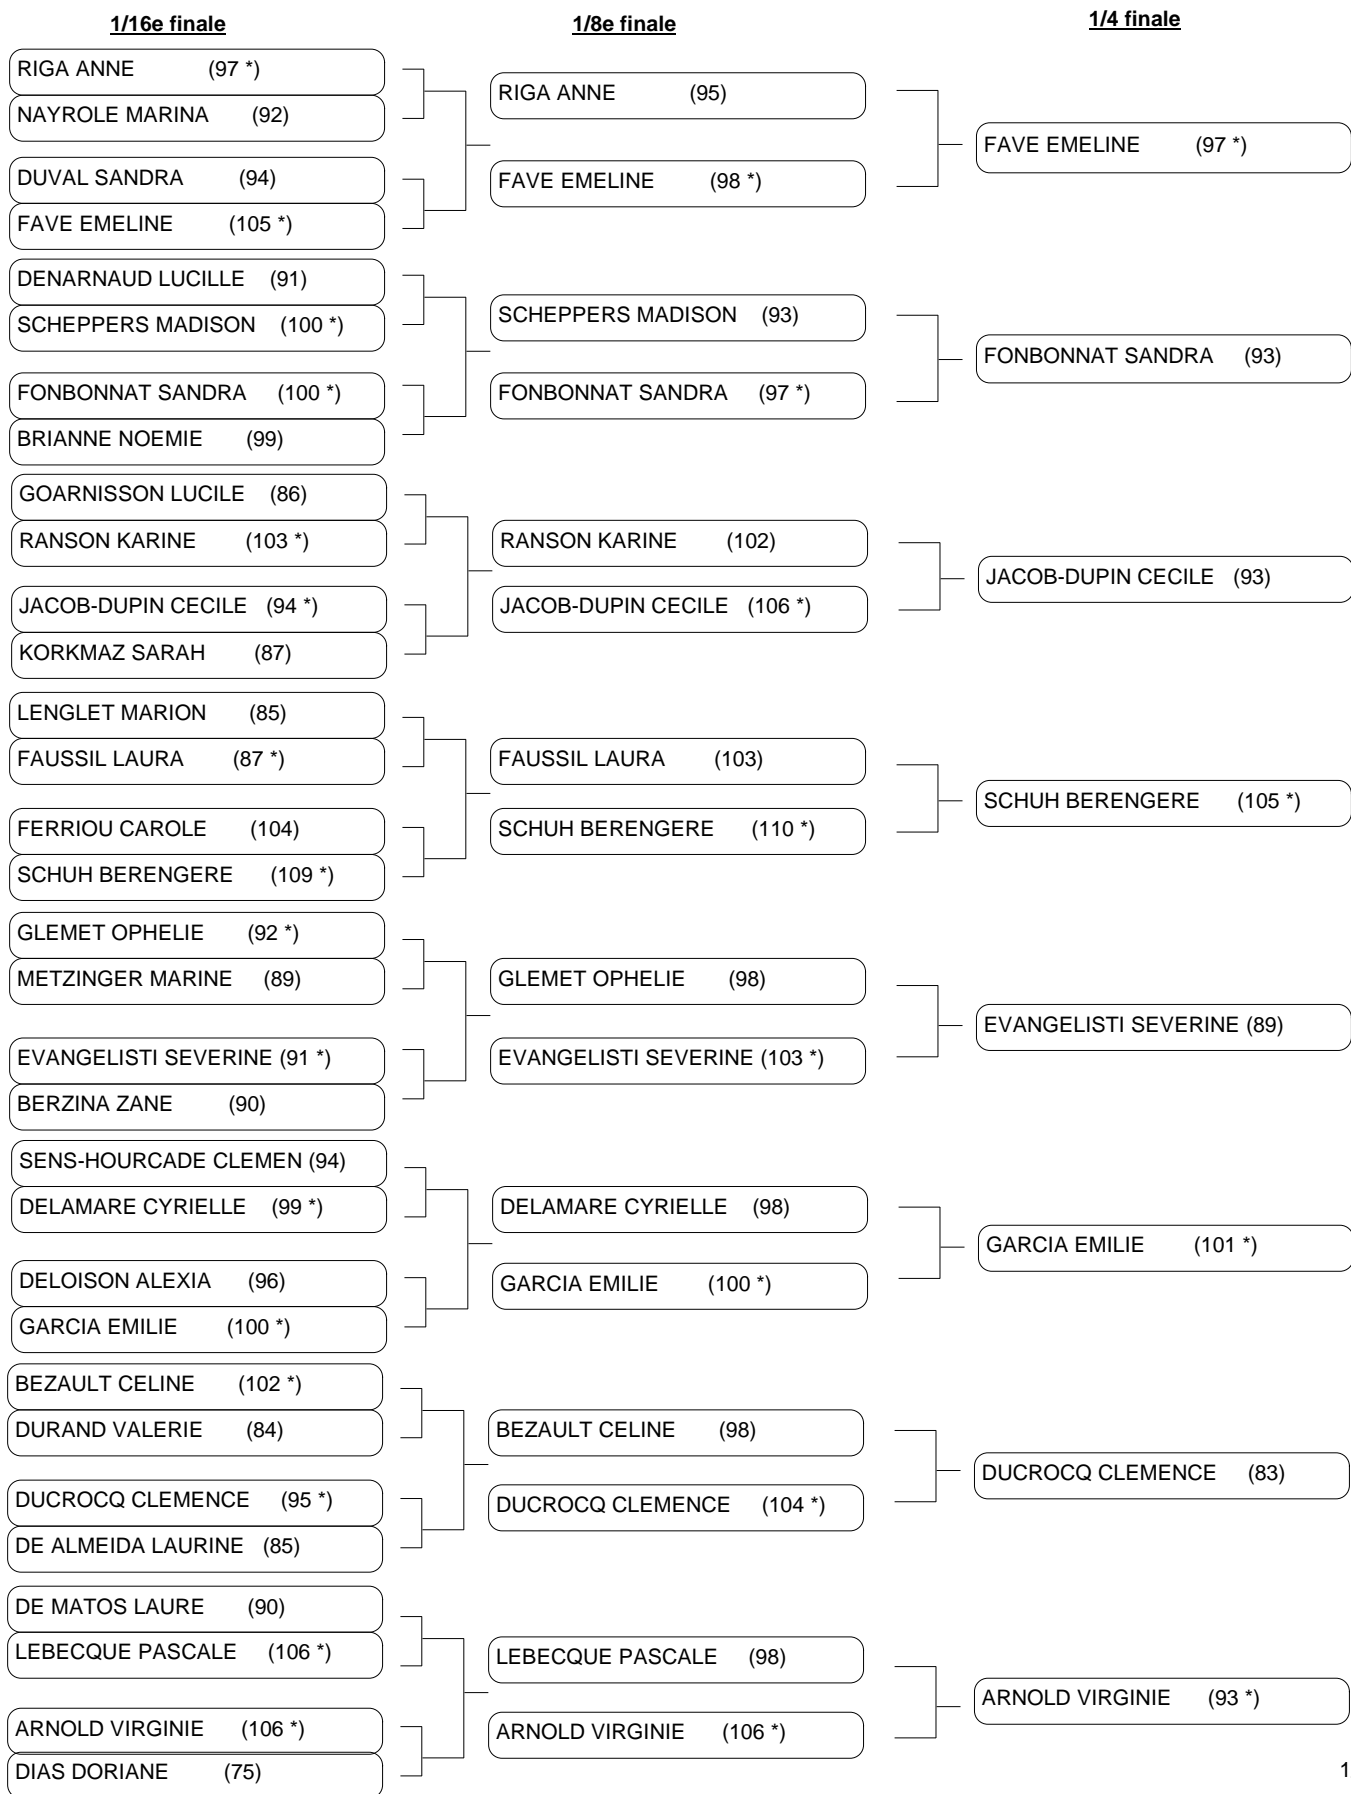 1/16e finale
1/8e finale
1/4 finale
RIGA ANNE (97 *)
NAYROLE MARINA (92)
DUVAL SANDRA (94)
FAVE EMELINE (105 *)
DENARNAUD LUCILLE (91)
SCHEPPERS MADISON (100 *)
FONBONNAT SANDRA (100 *)
BRIANNE NOEMIE (99)
GOARNISSON LUCILE (86)
RANSON KARINE (103 *)
JACOB-DUPIN CECILE (94 *)
KORKMAZ SARAH (87)
LENGLET MARION (85)
FAUSSIL LAURA (87 *)
FERRIOU CAROLE (104)
SCHUH BERENGERE (109 *)
GLEMET OPHELIE (92 *)
METZINGER MARINE (89)
EVANGELISTI SEVERINE (91 *)
BERZINA ZANE (90)
SENS-HOURCADE CLEMEN (94)
DELAMARE CYRIELLE (99 *)
DELOISON ALEXIA (96)
GARCIA EMILIE (100 *)
BEZAULT CELINE (102 *)
DURAND VALERIE (84)
DUCROCQ CLEMENCE (95 *)
DE ALMEIDA LAURINE (85)
DE MATOS LAURE (90)
LEBECQUE PASCALE (106 *)
ARNOLD VIRGINIE (106 *)
DIAS DORIANE (75)
RIGA ANNE (95)
FAVE EMELINE (98 *)
SCHEPPERS MADISON (93)
FONBONNAT SANDRA (97 *)
RANSON KARINE (102)
JACOB-DUPIN CECILE (106 *)
FAUSSIL LAURA (103)
SCHUH BERENGERE (110 *)
GLEMET OPHELIE (98)
EVANGELISTI SEVERINE (103 *)
DELAMARE CYRIELLE (98)
GARCIA EMILIE (100 *)
BEZAULT CELINE (98)
DUCROCQ CLEMENCE (104 *)
LEBECQUE PASCALE (98)
ARNOLD VIRGINIE (106 *)
FAVE EMELINE (97 *)
FONBONNAT SANDRA (93)
JACOB-DUPIN CECILE (93)
SCHUH BERENGERE (105 *)
EVANGELISTI SEVERINE (89)
GARCIA EMILIE (101 *)
DUCROCQ CLEMENCE (83)
ARNOLD VIRGINIE (93 *)
1